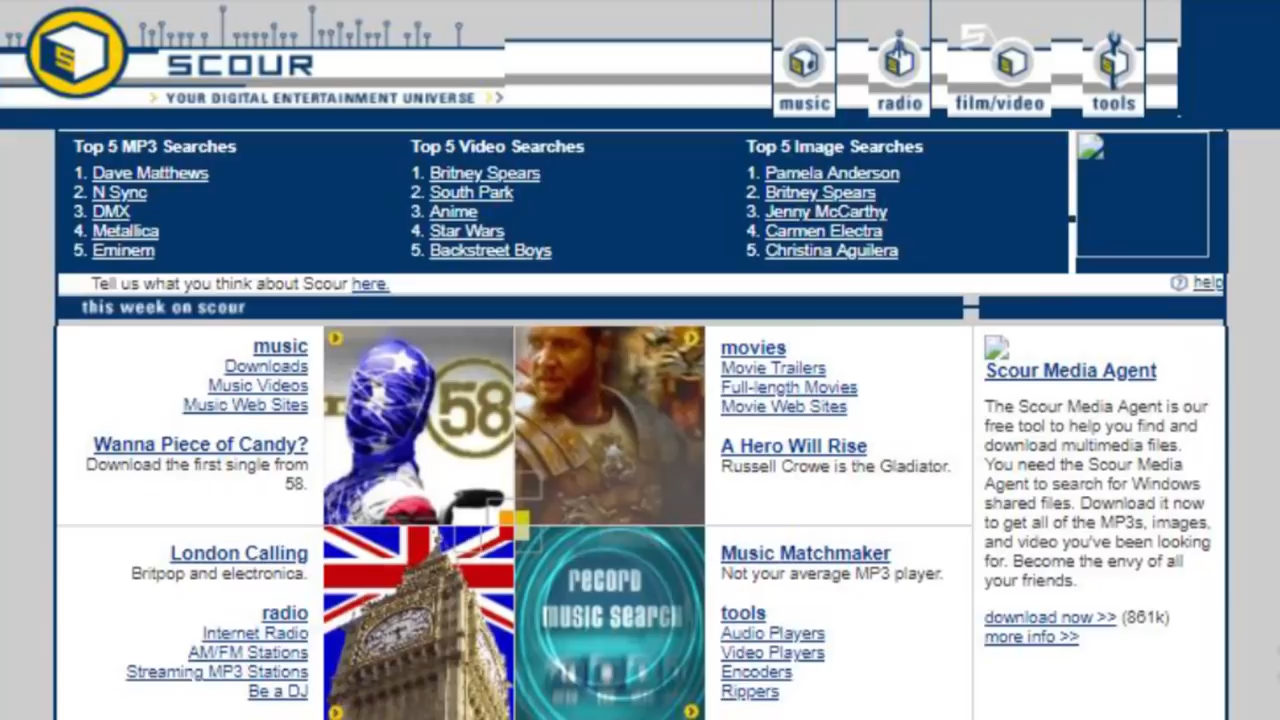 SCOUR
YOUR DIGITAL ENTERTAINMENT UNIVERSE
music
radio
film/video
tools
Top 5 MP3 Searches
1. Dave Matthews
2. N Sync
3. DMX
4. Metallica
5. Eminem
Top 5 Video Searches
1. Britney Spears
2. South Park
3. Anime
4. Star Wars
5. Backstreet Boys
Top 5 Image Searches
1. Pamela Anderson
2. Britney Spears
3. Jenny McCarthy
4. Carmen Electra
5. Christina Aguilera
Tell us what you think about Scour here.
help
this week on scour
music
Downloads
Music Videos
Music Web Sites
Wanna Piece of Candy?
Download the first single from
58.
58
movies
Movie Trailers
Full-length Movies
Movie Web Sites
A Hero Will Rise
Russell Crowe is the Gladiator.
London Calling
Britpop and electronica.
radio
Internet Radio
AM/FM Stations
Streaming MP3 Stations
Be a DJ
record
music search
Music Matchmaker
Not your average MP3 player.
tools
Audio Players
Video Players
Encoders
Rippers
Scour Media Agent
The Scour Media Agent is our
free tool to help you find and
download multimedia files.
You need the Scour Media
Agent to search for Windows
shared files. Download it now
to get all of the MP3s, images,
and video you've been looking
for. Become the envy of all
your friends.
download now >> (861k)
more info >>